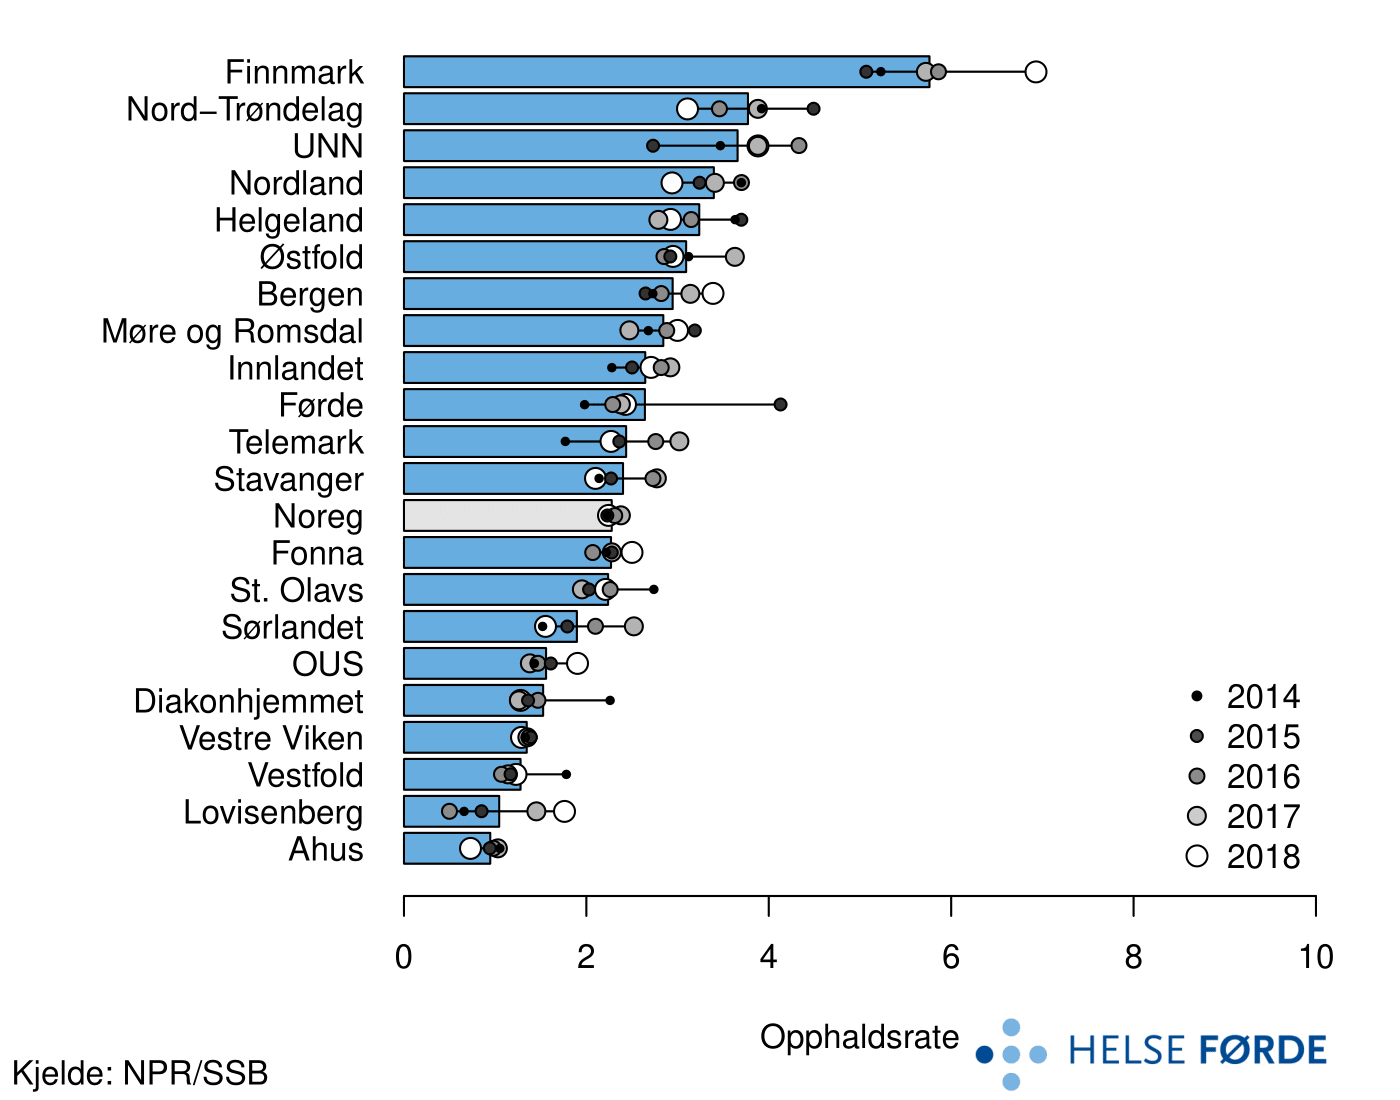 Finnmark
Nord−Trøndelag
UNN
Nordland
Helgeland
Østfold
Bergen
Møre og Romsdal
Innlandet
Førde
Telemark
Stavanger
Noreg
Fonna
St. Olavs
Sørlandet
OUS
Diakonhjemmet
Vestre Viken
Vestfold
Lovisenberg
Ahus
2014
2015
2016
2017
2018
0 2 4 6 8 10
Opphaldsrate
HELSE FØRDE
Kjelde: NPR/SSB